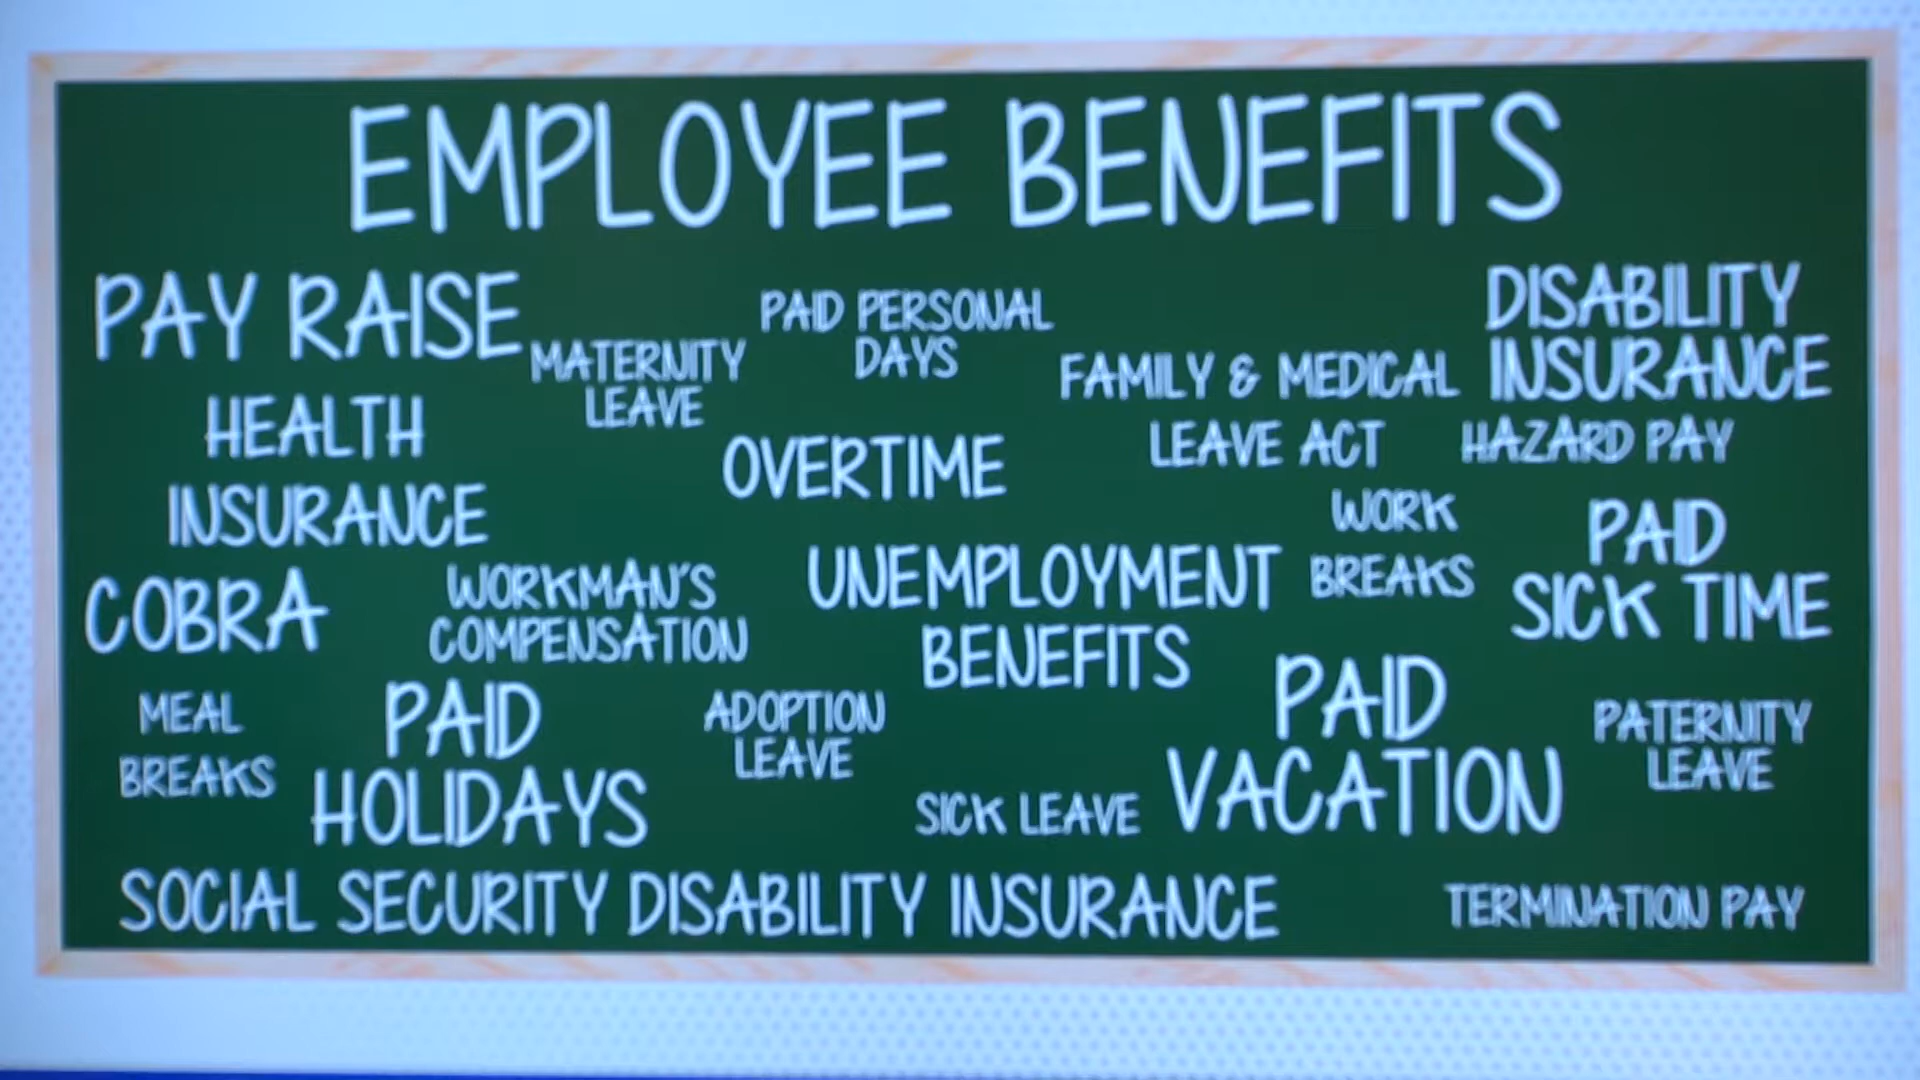 EMPLOYEE BENEFITS
PAY RAISE
MATERNITY
LEAVE
PAID PERSONAL
DAYS
FAMILY & MEDICAL
LEAVE ACT
DISABILITY
INSURANCE
HAZARD PAY
HEALTH
INSURANCE
OVERTIME
WORK
BREAKS
PAID
SICK TIME
COBRA
WORKMAN'S
COMPENSATION
UNEMPLOYMENT
BENEFITS
MEAL
BREAKS
PAID
HOLIDAYS
ADOPTION
LEAVE
SICK LEAVE
PAID
VACATION
PATERNITY
LEAVE
SOCIAL SECURITY DISABILITY INSURANCE
TERMINATION PAY